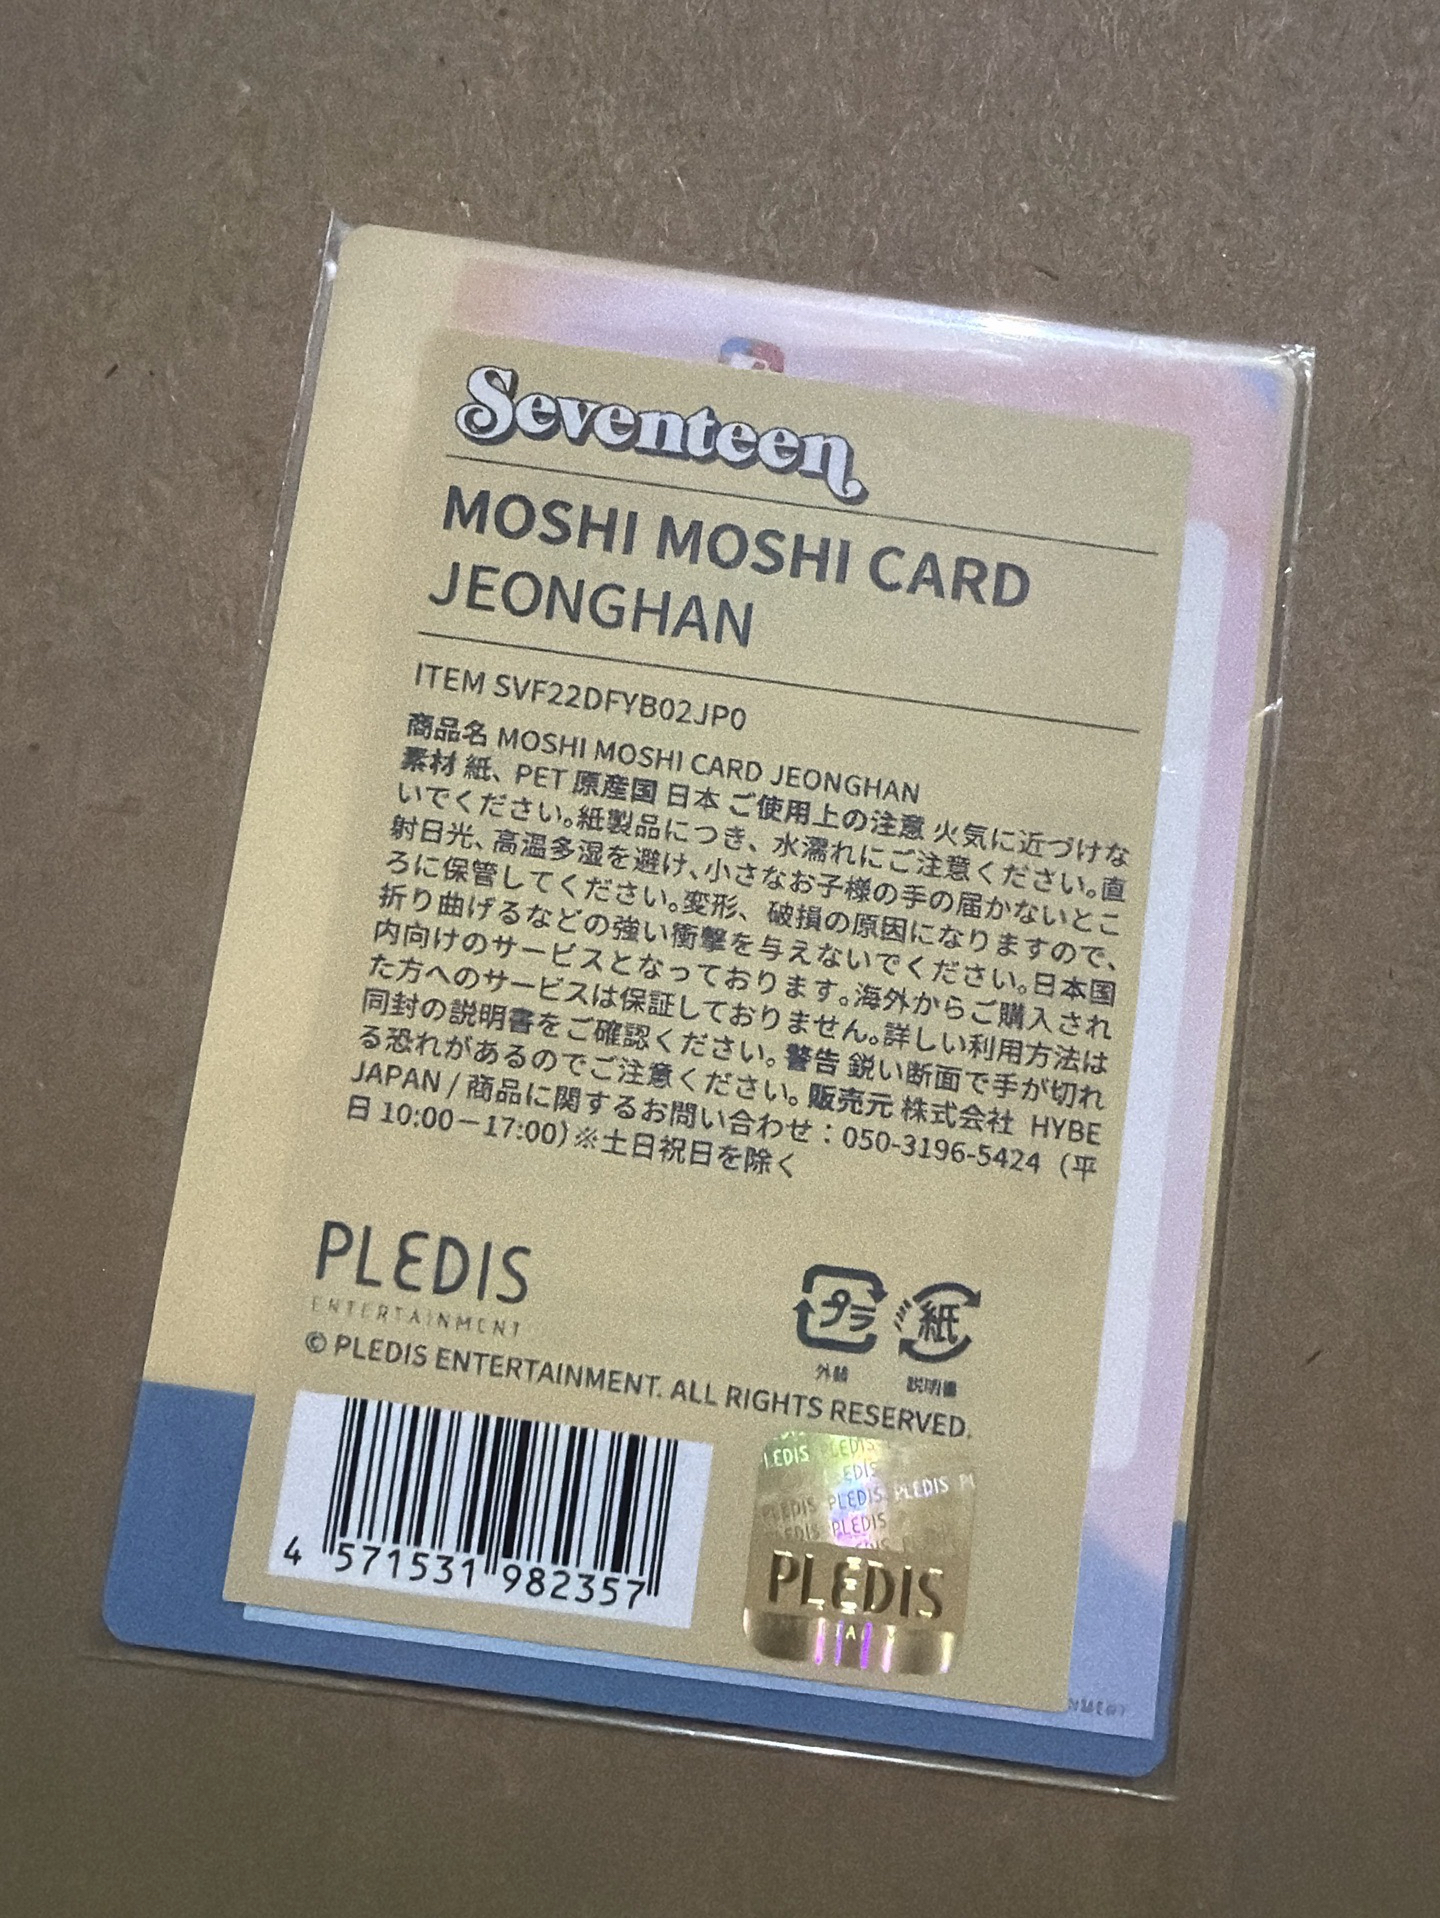 Seventeen
MOSHI MOSHI CARD
JEONGHAN
ITEM SVF22DFYB02JP0
商品名 MOSHI MOSHI CARD JEONGHAN
素材 紙、PET 原産国 日本 ご使用上の注意 火気に近づけな
いでください。紙製品につき、水濡れにご注意ください。直
射日光、高温多湿を避け、小さなお子様の手の届かないとこ
ろに保管してください。変形、破損の原因になりますので、
折り曲げるなどの強い衝撃を与えないでください。日本国
内向けのサービスとなっております。海外からご購入され
た方へのサービスは保証しておりません。詳しい利用方法は
同封の説明書をご確認ください。警告 鋭い断面で手が切れ
る恐れがあるのでご注意ください。販売元 株式会社 HYBE
JAPAN / 商品に関するお問い合わせ：050-3196-5424（平
日 10:00－17:00）※土日祝日を除く
PLEDIS
ENTERTAINMENT
プラ
紙
外装
説明書
© PLEDIS ENTERTAINMENT. ALL RIGHTS RESERVED.
4 571531 982357
PLEDIS PLEDIS
PLEDIS PLEDIS PLEDIS
PLEDIS PLEDIS
PLEDIS